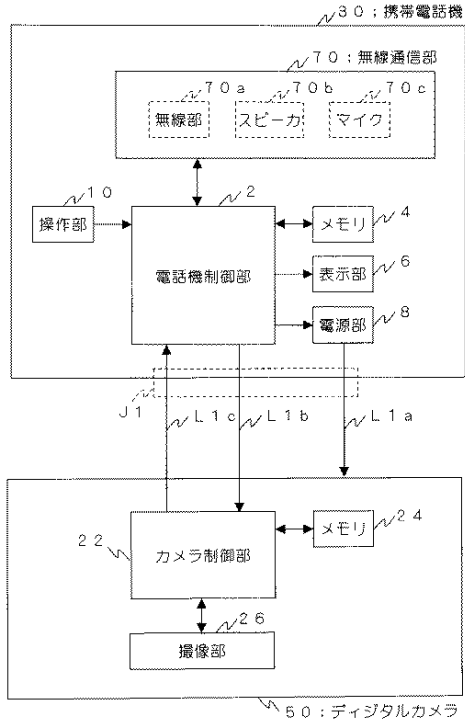 ３０；携帯電話機
７０；無線通信部
７０ａ ７０ｂ ７０ｃ
無線部 スピーカ マイク
１０ ２
操作部 メモリ ４
電話機制御部 表示部 ６
電源部 ８
Ｊ１ Ｌ１ｃ Ｌ１ｂ Ｌ１ａ
２２ カメラ制御部 メモリ ２４
２６
撮像部
５０；ディジタルカメラ